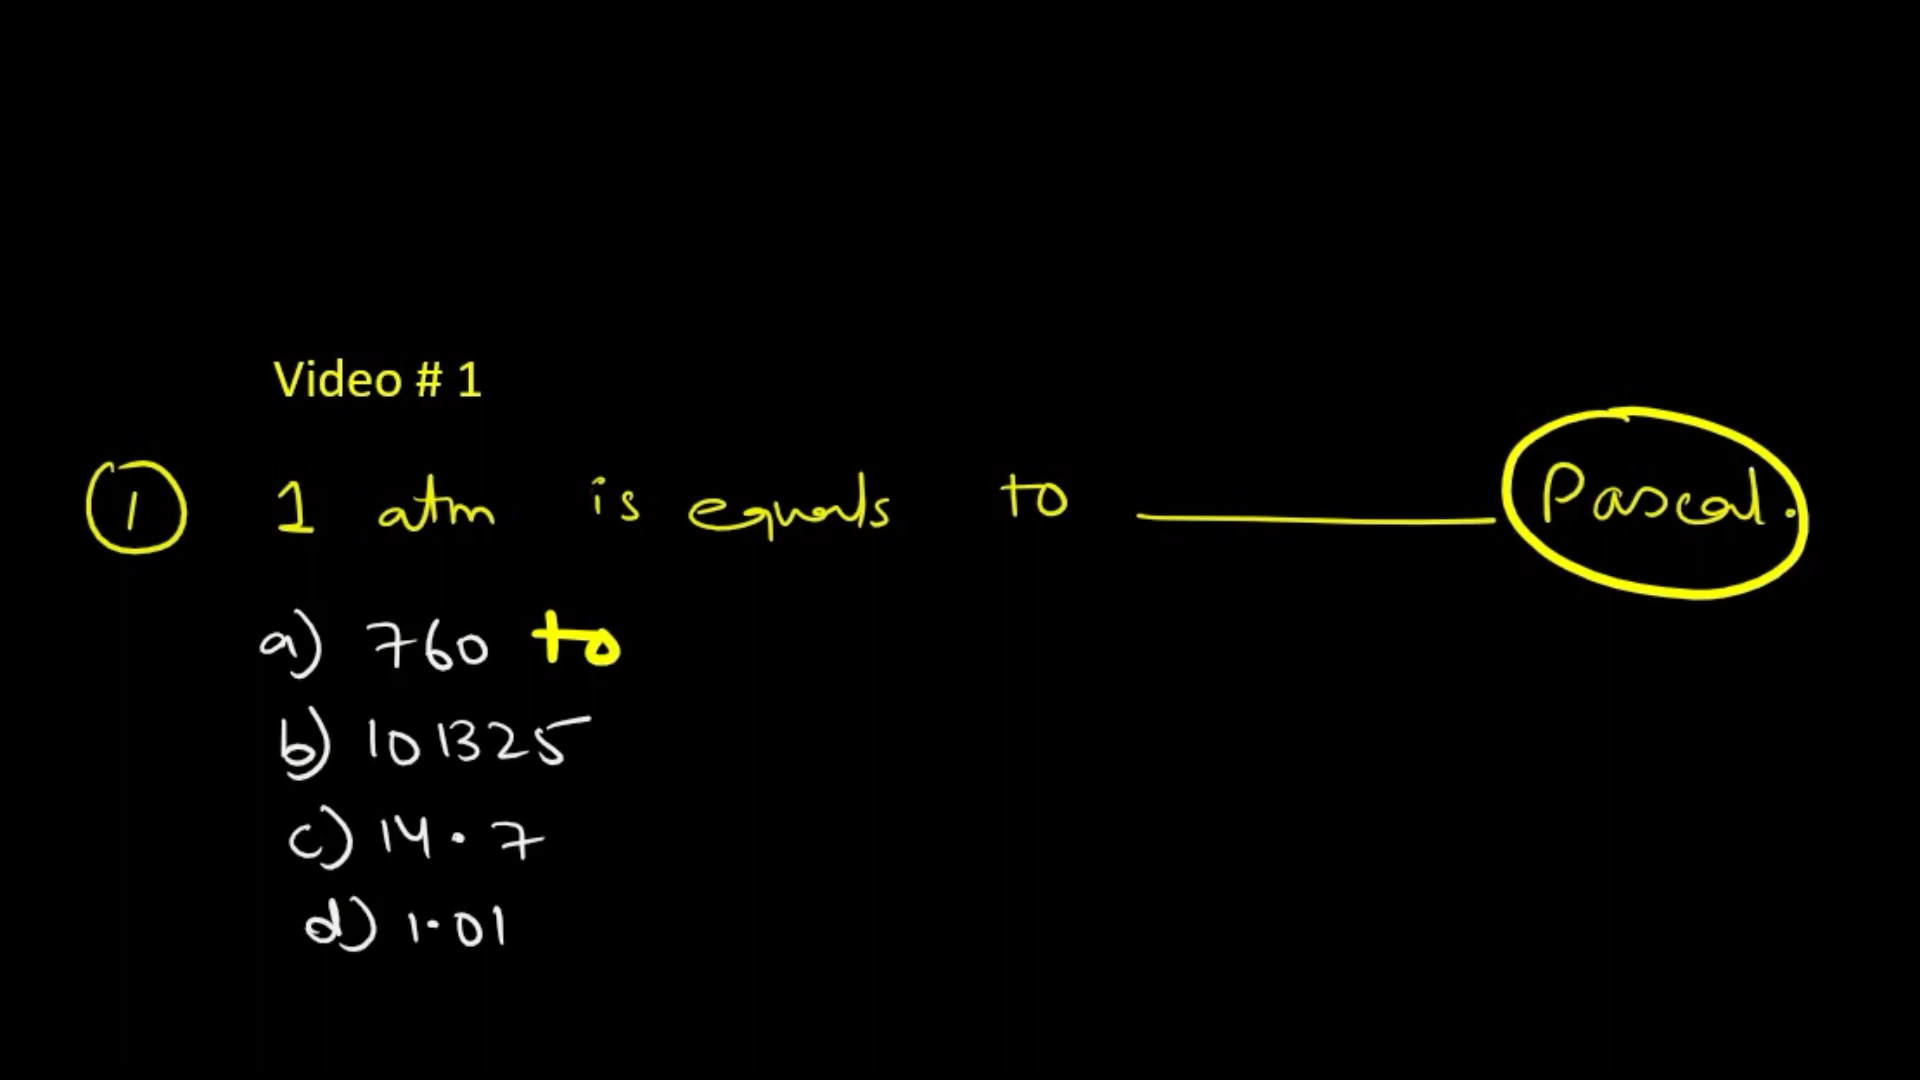 Video # 1
① 1 atm is equals to ________ Pascal.
a) 760 to
b) 101325
c) 14.7
d) 1.01